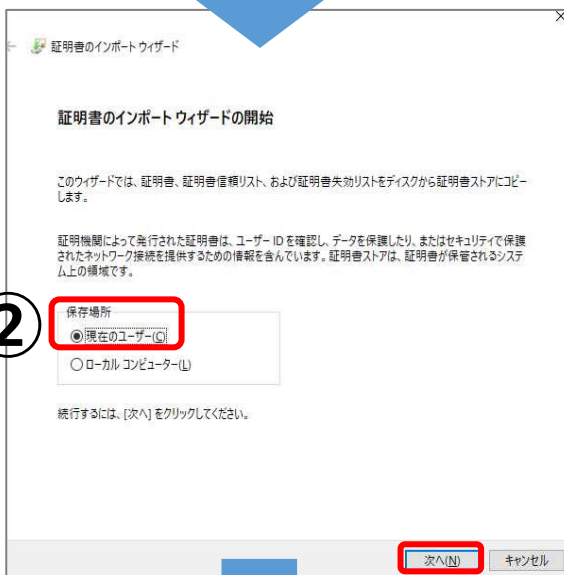 証明書のインポート ウィザード
証明書のインポート ウィザードの開始
このウィザードでは、証明書、証明書信頼リスト、および証明書失効リストをディスクから証明書ストアにコピー
します。
証明機関によって発行された証明書は、ユーザー ID を確認し、データを保護したり、またはセキュリティで保護
されたネットワーク接続を提供するための情報を含んでいます。証明書ストアは、証明書が保管されるシステ
ム上の領域です。
②
保存場所
現在のユーザー(C)
ローカル コンピューター(L)
続行するには、[次へ] をクリックしてください。
次へ(N) キャンセル